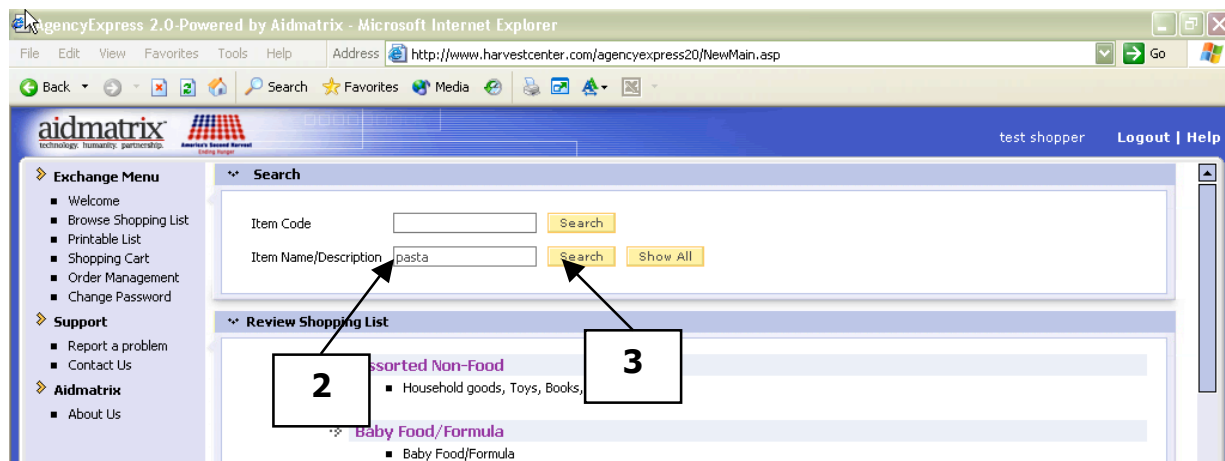 AgencyExpress 2.0-Powered by Aidmatrix - Microsoft Internet Explorer
File Edit View Favorites Tools Help Address http://www.harvestcenter.com/agencyexpress20/NewMain.asp Go
Back Search Favorites Media
aidmatrix
technology. humanity. partnership.
America's Second Harvest
Ending Hunger
test shopper Logout | Help
Exchange Menu
Welcome
Browse Shopping List
Printable List
Shopping Cart
Order Management
Change Password
Support
Report a problem
Contact Us
Aidmatrix
About Us
Search
Item Code Search
Item Name/Description pasta Search Show All
Review Shopping List
2
3
ssorted Non-Food
Household goods, Toys, Books,
Baby Food/Formula
Baby Food/Formula